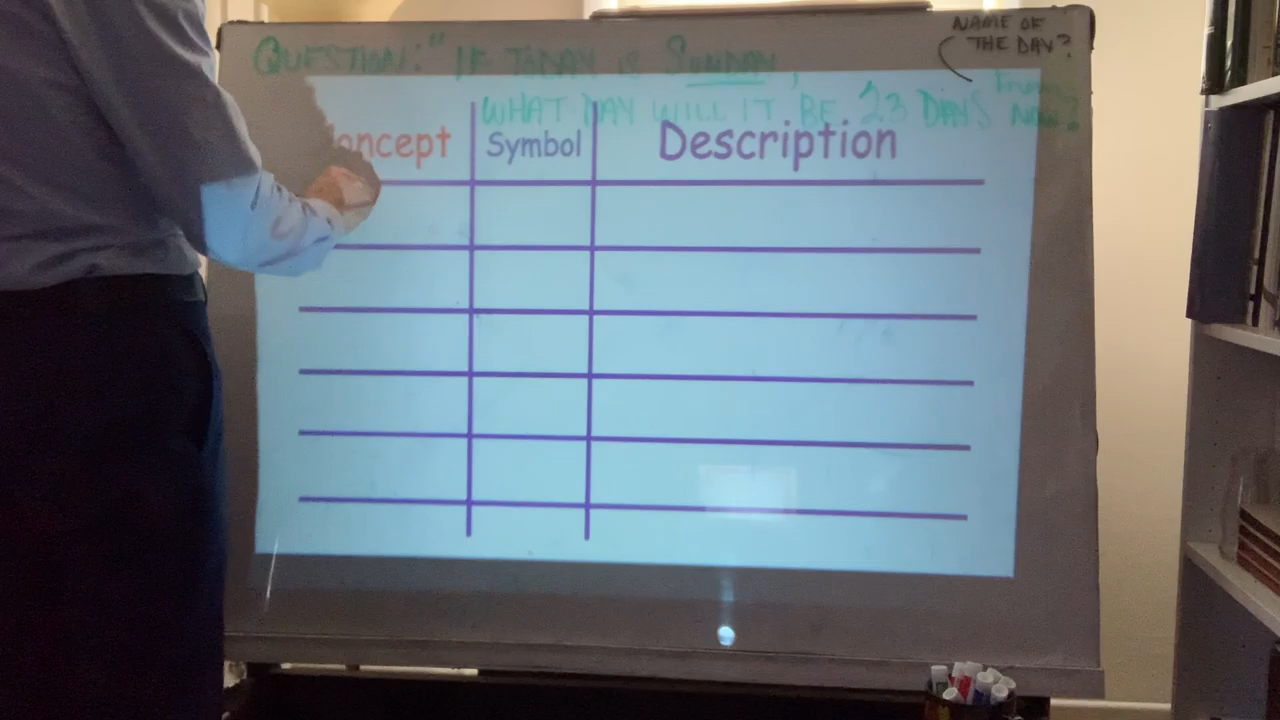 QUESTION: " IF TODAY IS SUNDAY,
WHAT DAY WILL IT BE 23 DAYS From Now?
NAME OF
THE DAY?
oncept Symbol Description